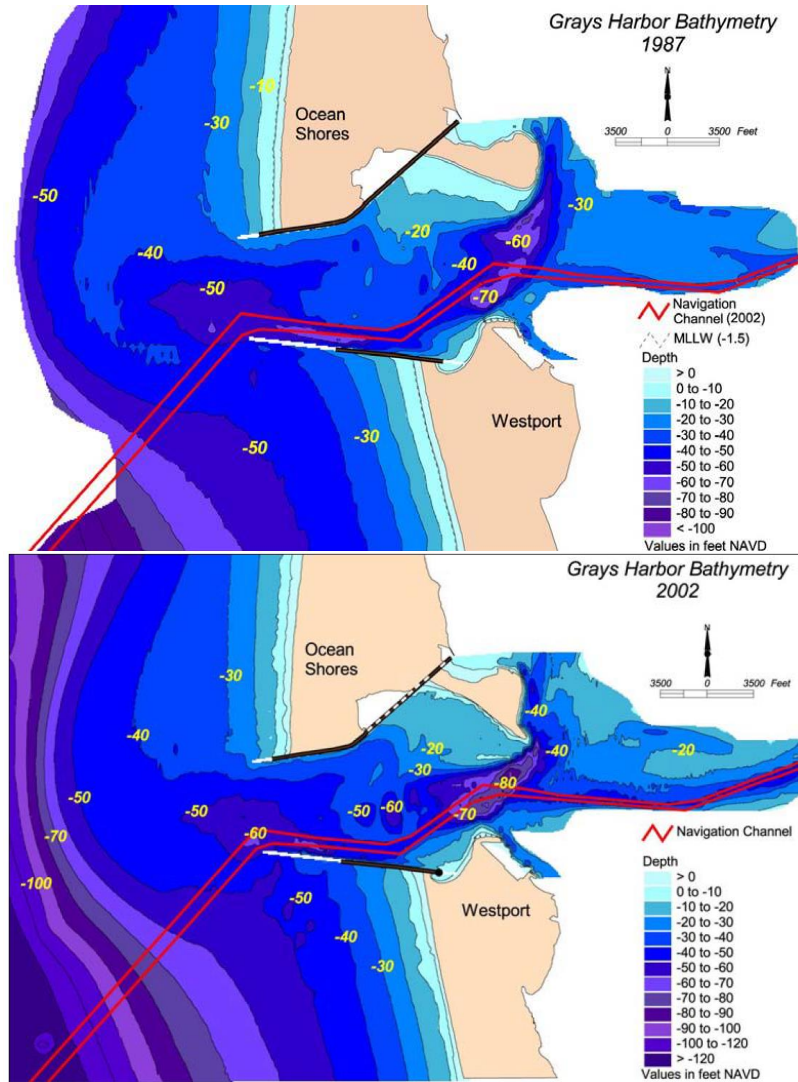 Grays Harbor Bathymetry
1987
N
3500 0 3500 Feet
Ocean
Shores
-10
-30
-50
-20
-30
-40
-60
-40
-50
-70
Navigation
Channel (2002)
MLLW (-1.5)
Westport
-50
-30
Depth
> 0
0 to -10
-10 to -20
-20 to -30
-30 to -40
-40 to -50
-50 to -60
-60 to -70
-70 to -80
-80 to -90
< -100
Values in feet NAVD
Grays Harbor Bathymetry
2002
N
3500 0 3500 Feet
Ocean
Shores
-30
-40
-40
-20
-40
-20
-30
-80
-50
-50
-50
-60
-70
-70
-60
-100
Navigation Channel
Westport
-50
-40
-30
Depth
> 0
0 to -10
-10 to -20
-20 to -30
-30 to -40
-40 to -50
-50 to -60
-60 to -70
-70 to -80
-80 to -90
-90 to -100
-100 to -120
> -120
Values in feet NAVD